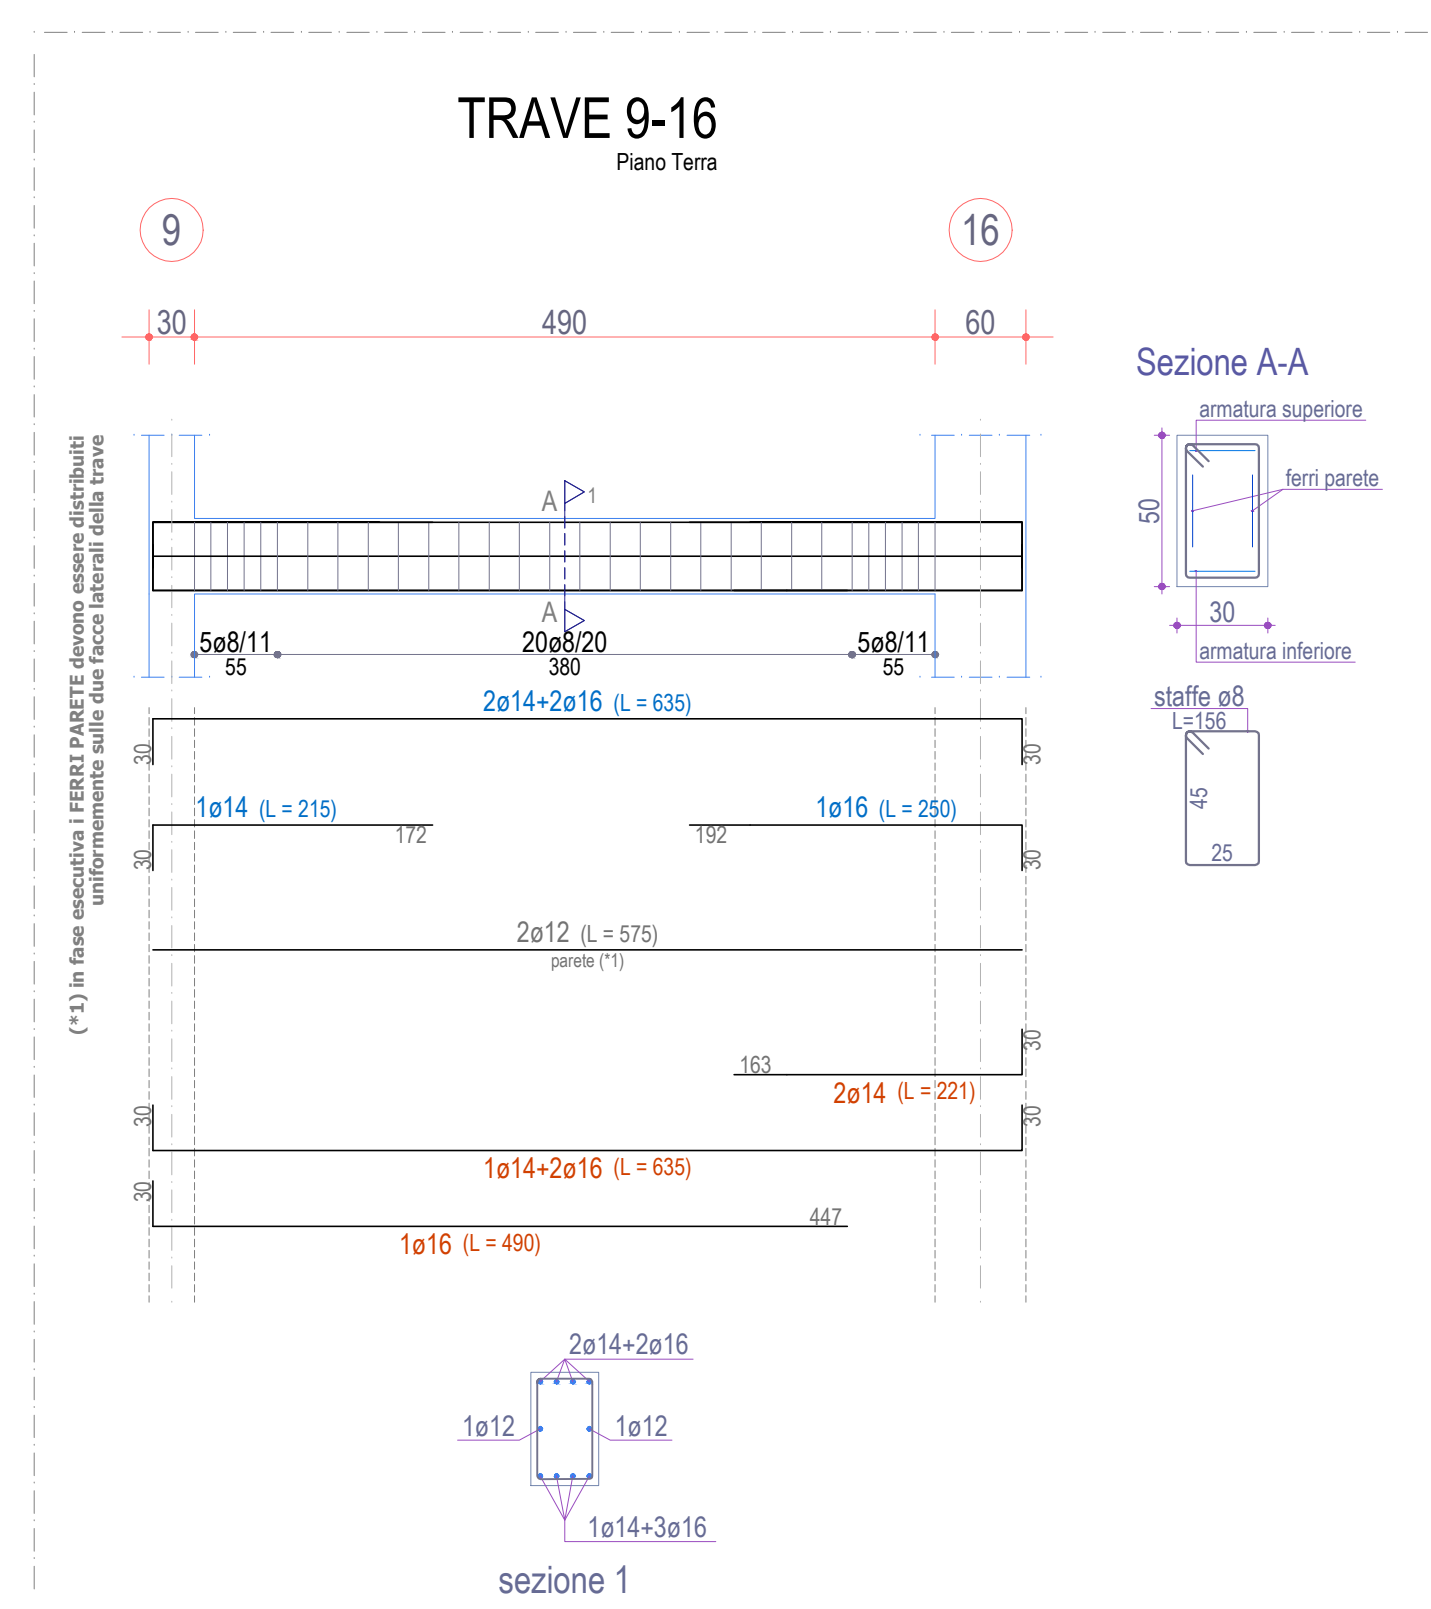 TRAVE 9-16
Piano Terra
9
16
30
490
60
Sezione A-A
armatura superiore
ferri parete
50
30
armatura inferiore
staffe ø8
L=156
45
25
(*1) in fase esecutiva i FERRI PARETE devono essere distribuiti
uniformemente sulle due facce laterali della trave
A
1
A
5ø8/11
20ø8/20
5ø8/11
55
380
55
2ø14+2ø16 (L = 635)
30
30
1ø14 (L = 215)
1ø16 (L = 250)
172
192
30
30
2ø12 (L = 575)
parete (*1)
30
163
2ø14 (L = 221)
30
30
1ø14+2ø16 (L = 635)
30
447
1ø16 (L = 490)
2ø14+2ø16
1ø12
1ø12
1ø14+3ø16
sezione 1